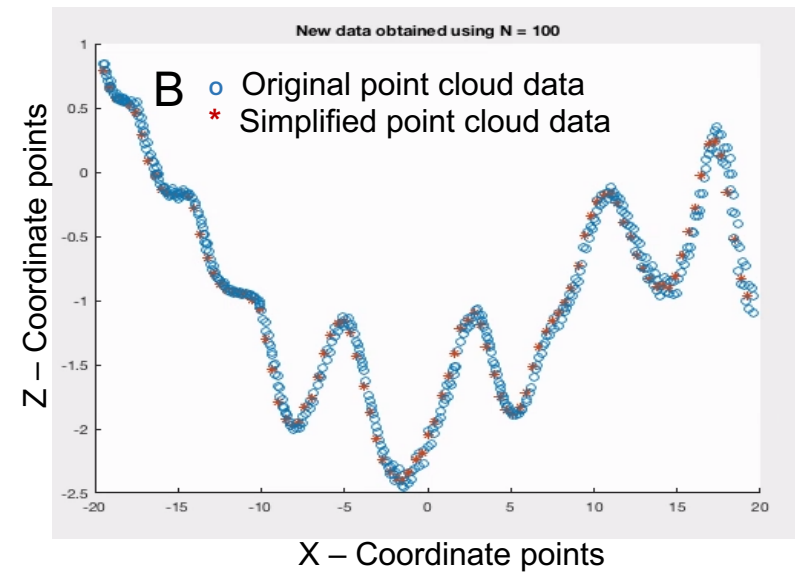 New data obtained using N = 100
B
o Original point cloud data
* Simplified point cloud data
Z – Coordinate points
1
0.5
0
-0.5
-1
-1.5
-2
-2.5
-20 -15 -10 -5 0 5 10 15 20
X – Coordinate points